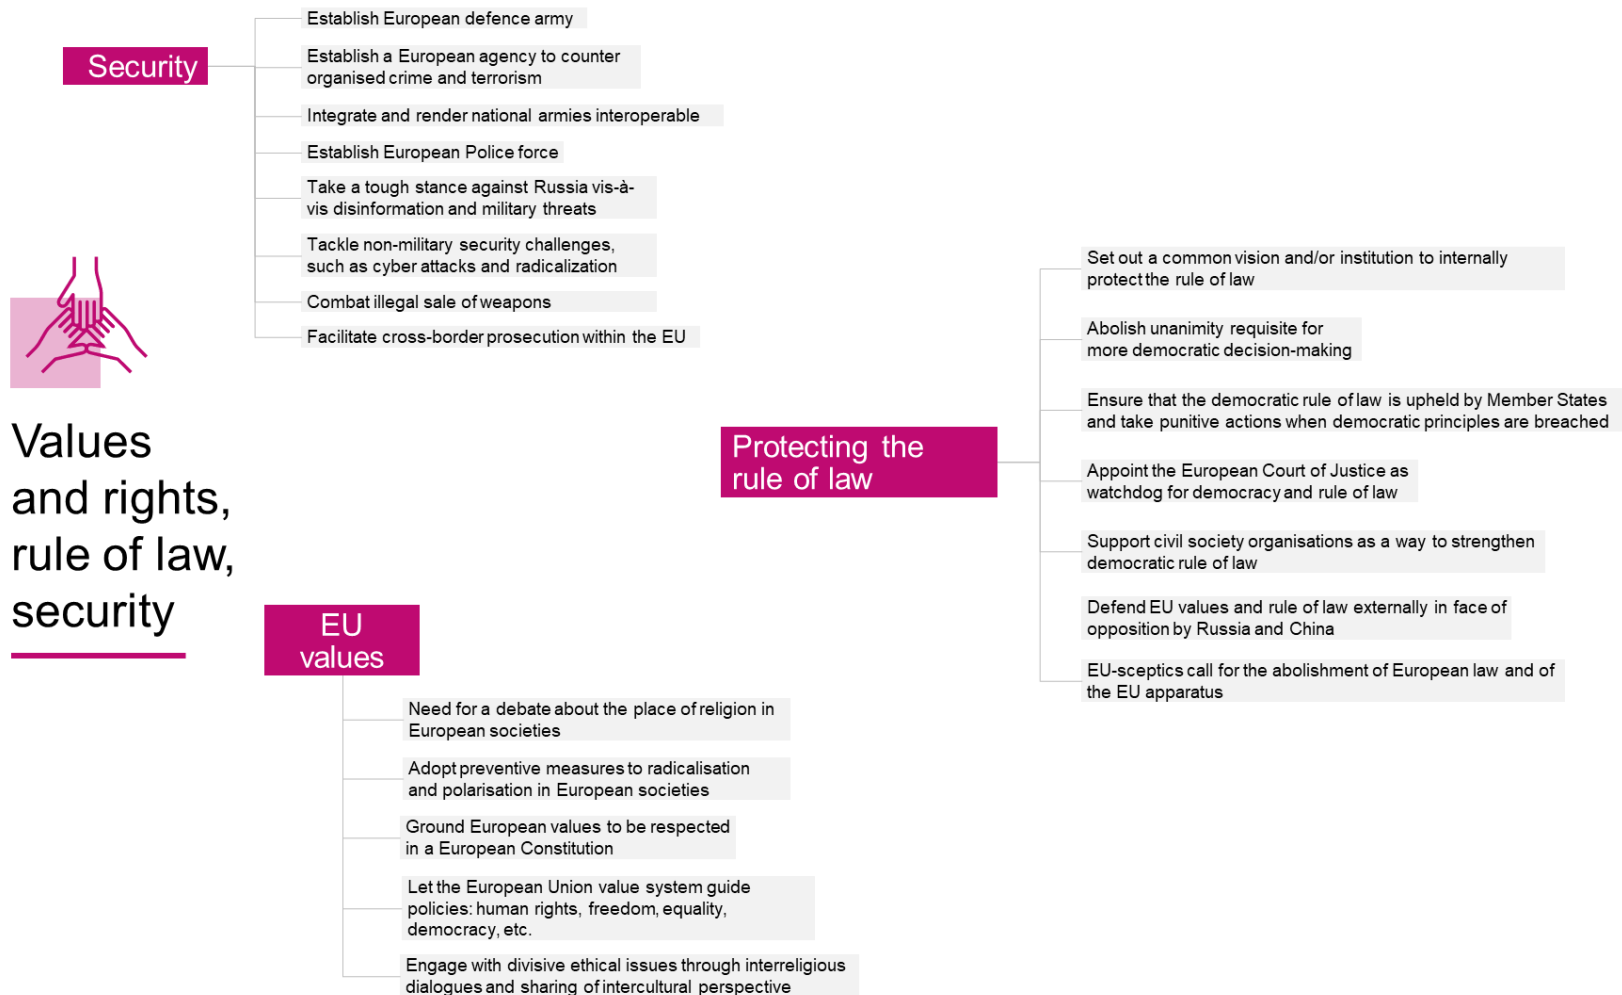 Security
Establish European defence army
Establish a European agency to counter
organised crime and terrorism
Integrate and render national armies interoperable
Establish European Police force
Take a tough stance against Russia vis-à-
vis disinformation and military threats
Tackle non-military security challenges,
such as cyber attacks and radicalization
Combat illegal sale of weapons
Facilitate cross-border prosecution within the EU
Values
and rights,
rule of law,
security
Protecting the
rule of law
Set out a common vision and/or institution to internally
protect the rule of law
Abolish unanimity requisite for
more democratic decision-making
Ensure that the democratic rule of law is upheld by Member States
and take punitive actions when democratic principles are breached
Appoint the European Court of Justice as
watchdog for democracy and rule of law
Support civil society organisations as a way to strengthen
democratic rule of law
Defend EU values and rule of law externally in face of
opposition by Russia and China
EU-sceptics call for the abolishment of European law and of
the EU apparatus
EU
values
Need for a debate about the place of religion in
European societies
Adopt preventive measures to radicalisation
and polarisation in European societies
Ground European values to be respected
in a European Constitution
Let the European Union value system guide
policies: human rights, freedom, equality,
democracy, etc.
Engage with divisive ethical issues through interreligious
dialogues and sharing of intercultural perspective